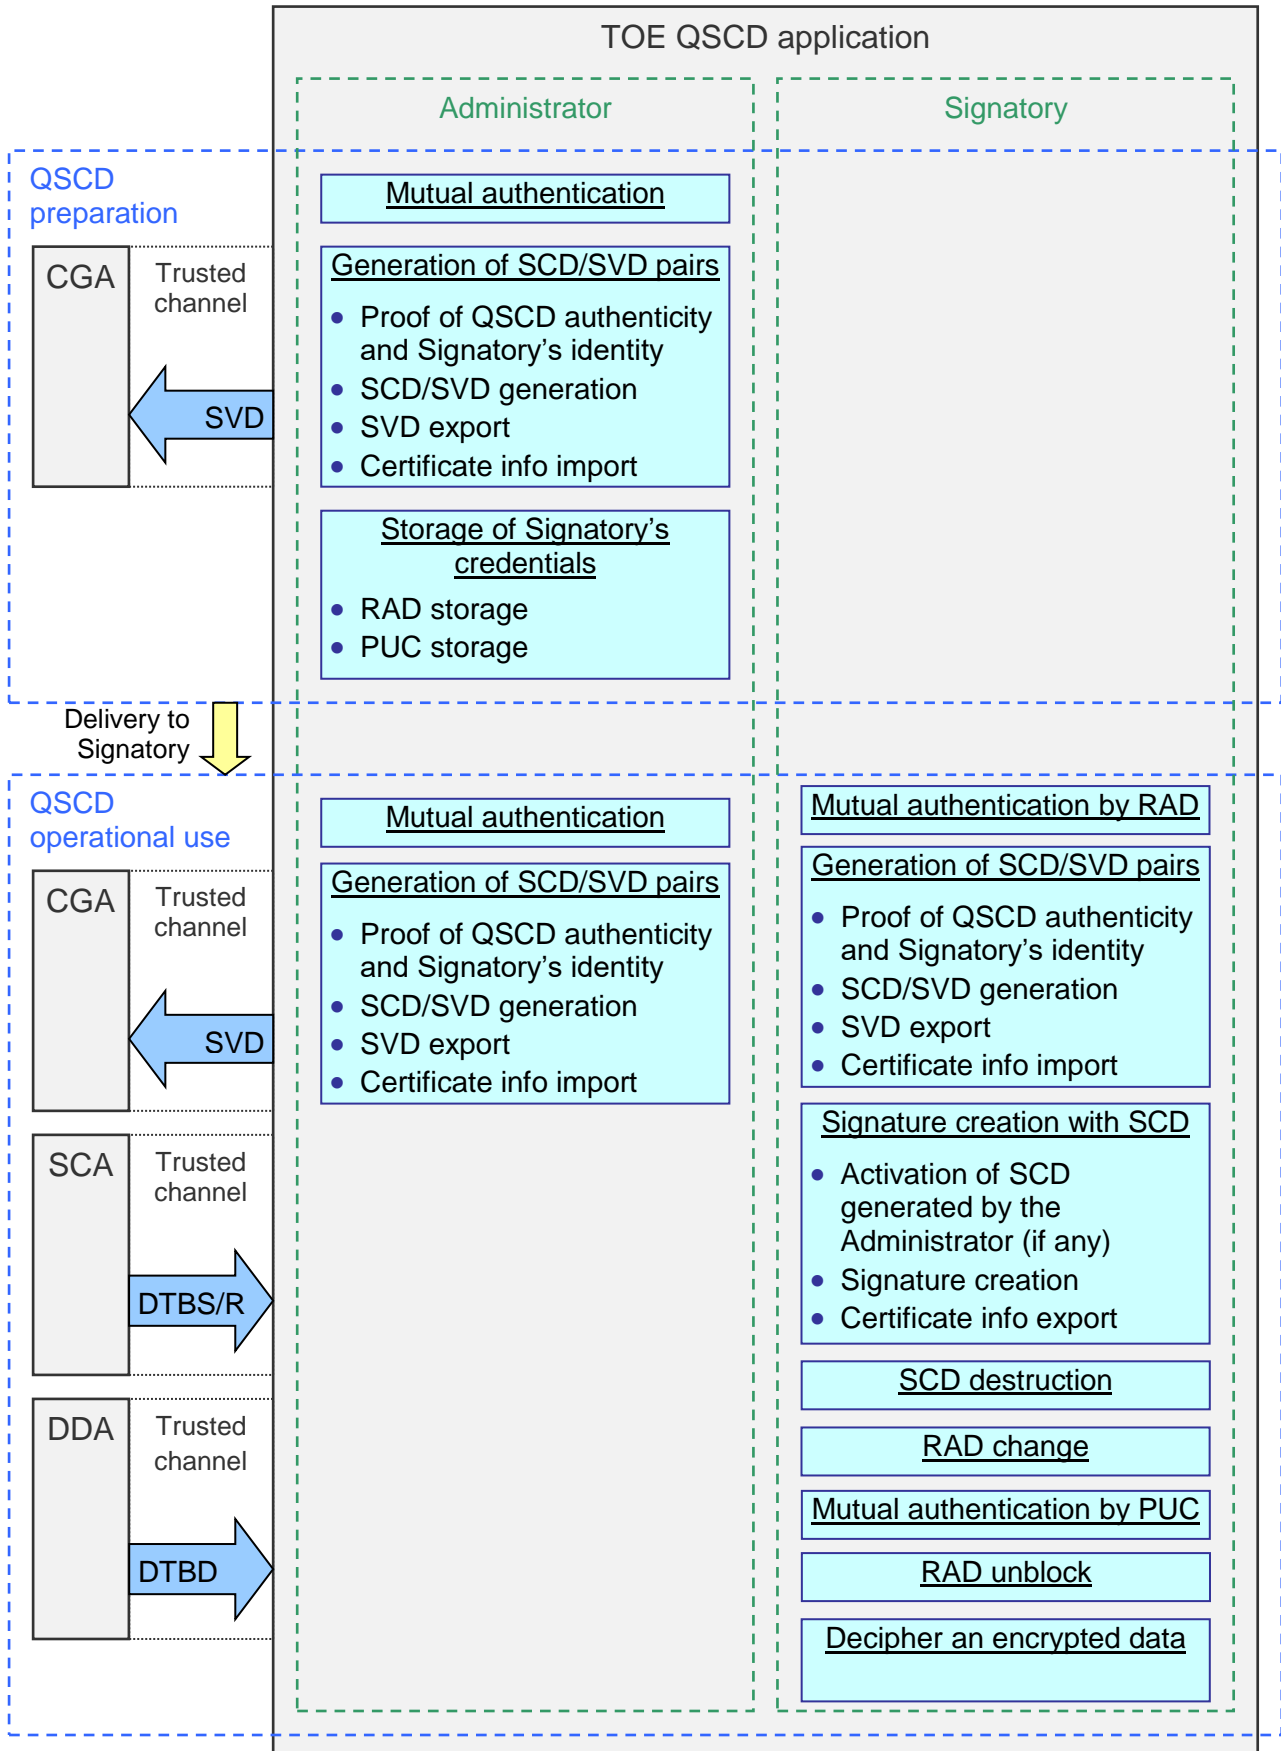 TOE QSCD application
Administrator
Signatory
QSCD
preparation
Mutual authentication
CGA
Trusted
channel
SVD
Generation of SCD/SVD pairs
• Proof of QSCD authenticity
and Signatory’s identity
• SCD/SVD generation
• SVD export
• Certificate info import
Storage of Signatory’s
credentials
• RAD storage
• PUC storage
Delivery to
Signatory
QSCD
operational use
Mutual authentication
Generation of SCD/SVD pairs
• Proof of QSCD authenticity
and Signatory’s identity
• SCD/SVD generation
• SVD export
• Certificate info import
Mutual authentication by RAD
Generation of SCD/SVD pairs
• Proof of QSCD authenticity
and Signatory’s identity
• SCD/SVD generation
• SVD export
• Certificate info import
CGA
Trusted
channel
SVD
SCA
Trusted
channel
DTBS/R
Signature creation with SCD
• Activation of SCD
generated by the
Administrator (if any)
• Signature creation
• Certificate info export
SCD destruction
DDA
Trusted
channel
DTBD
RAD change
Mutual authentication by PUC
RAD unblock
Decipher an encrypted data